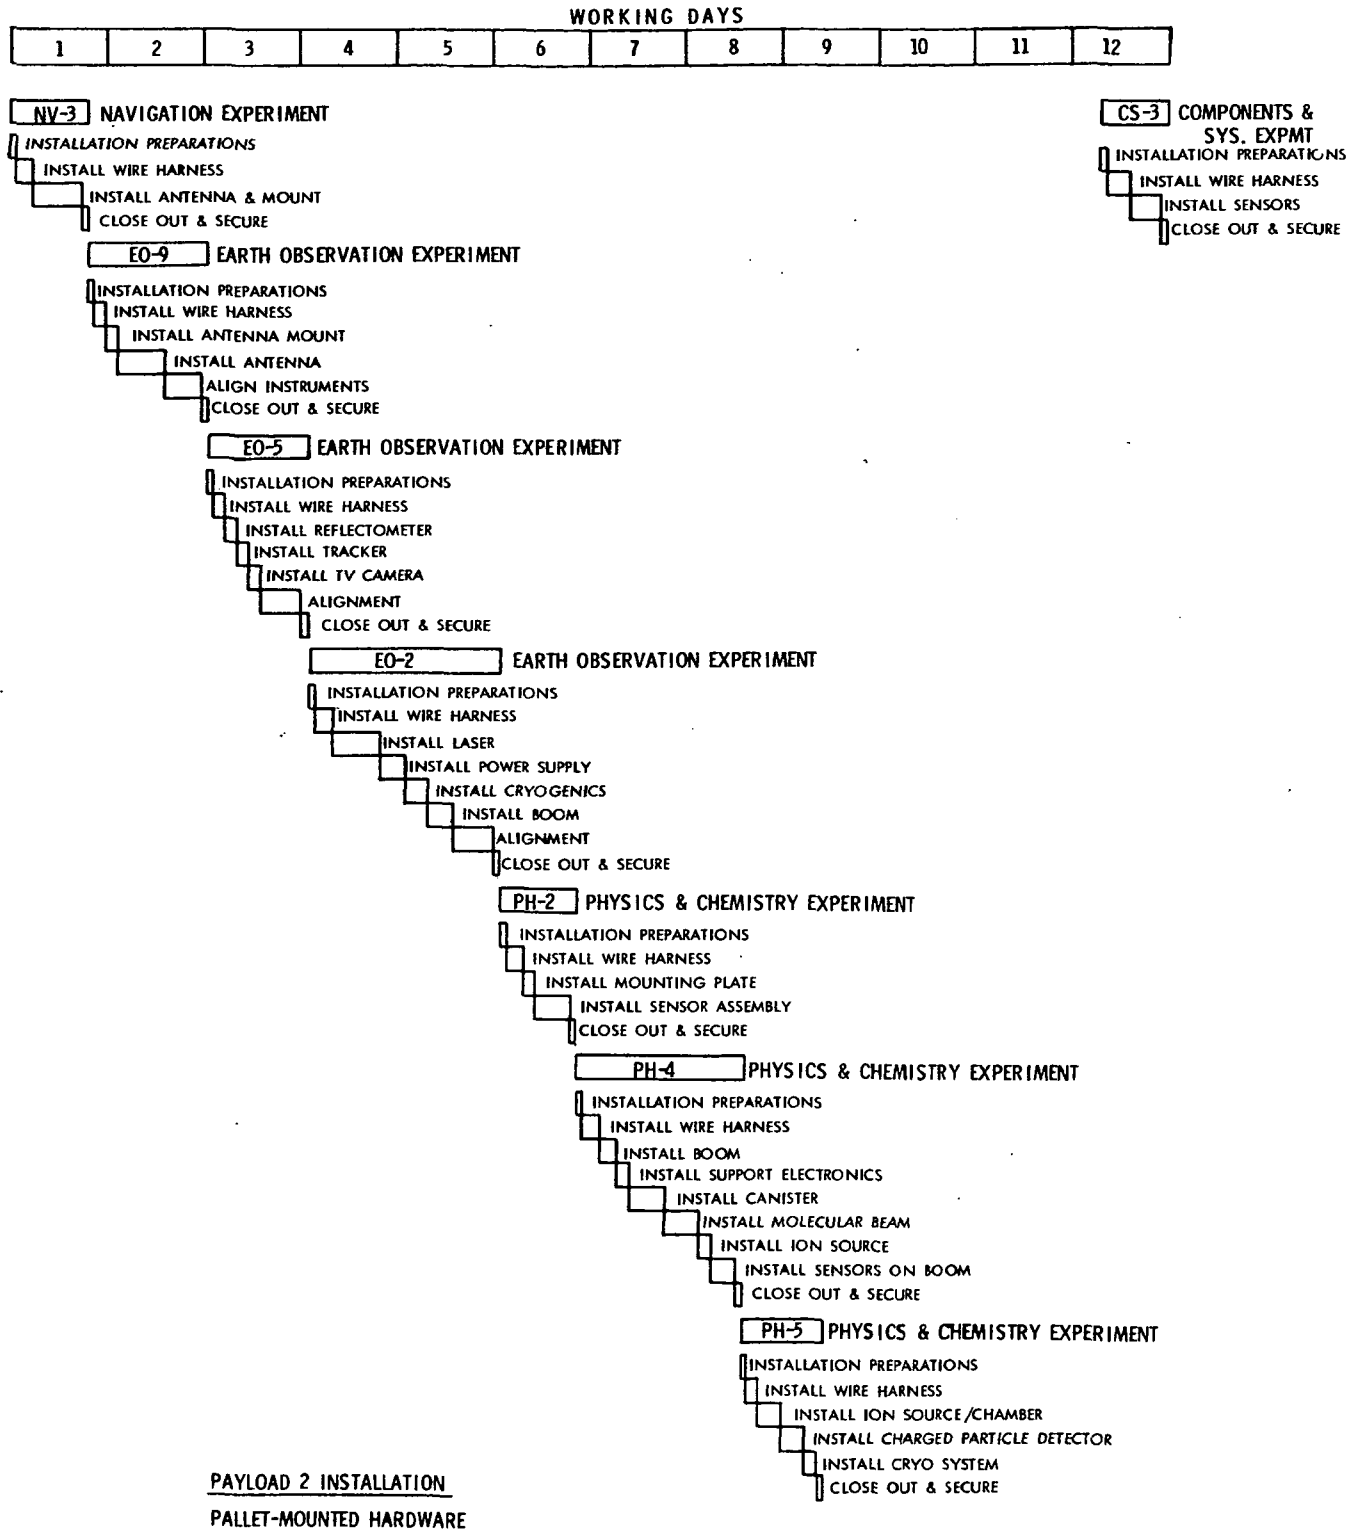 WORKING DAYS
1 2 3 4 5 6 7 8 9 10 11 12
NV-3 NAVIGATION EXPERIMENT
INSTALLATION PREPARATIONS
INSTALL WIRE HARNESS
INSTALL ANTENNA & MOUNT
CLOSE OUT & SECURE
CS-3 COMPONENTS &
SYS. EXPMT
INSTALLATION PREPARATIONS
INSTALL WIRE HARNESS
INSTALL SENSORS
CLOSE OUT & SECURE
EO-9 EARTH OBSERVATION EXPERIMENT
INSTALLATION PREPARATIONS
INSTALL WIRE HARNESS
INSTALL ANTENNA MOUNT
INSTALL ANTENNA
ALIGN INSTRUMENTS
CLOSE OUT & SECURE
EO-5 EARTH OBSERVATION EXPERIMENT
INSTALLATION PREPARATIONS
INSTALL WIRE HARNESS
INSTALL REFLECTOMETER
INSTALL TRACKER
INSTALL TV CAMERA
ALIGNMENT
CLOSE OUT & SECURE
EO-2 EARTH OBSERVATION EXPERIMENT
INSTALLATION PREPARATIONS
INSTALL WIRE HARNESS
INSTALL LASER
INSTALL POWER SUPPLY
INSTALL CRYOGENICS
INSTALL BOOM
ALIGNMENT
CLOSE OUT & SECURE
PH-2 PHYSICS & CHEMISTRY EXPERIMENT
INSTALLATION PREPARATIONS
INSTALL WIRE HARNESS
INSTALL MOUNTING PLATE
INSTALL SENSOR ASSEMBLY
CLOSE OUT & SECURE
PH-4 PHYSICS & CHEMISTRY EXPERIMENT
INSTALLATION PREPARATIONS
INSTALL WIRE HARNESS
INSTALL BOOM
INSTALL SUPPORT ELECTRONICS
INSTALL CANISTER
INSTALL MOLECULAR BEAM
INSTALL ION SOURCE
INSTALL SENSORS ON BOOM
CLOSE OUT & SECURE
PH-5 PHYSICS & CHEMISTRY EXPERIMENT
INSTALLATION PREPARATIONS
INSTALL WIRE HARNESS
INSTALL ION SOURCE/CHAMBER
INSTALL CHARGED PARTICLE DETECTOR
INSTALL CRYO SYSTEM
CLOSE OUT & SECURE
PAYLOAD 2 INSTALLATION
PALLET-MOUNTED HARDWARE